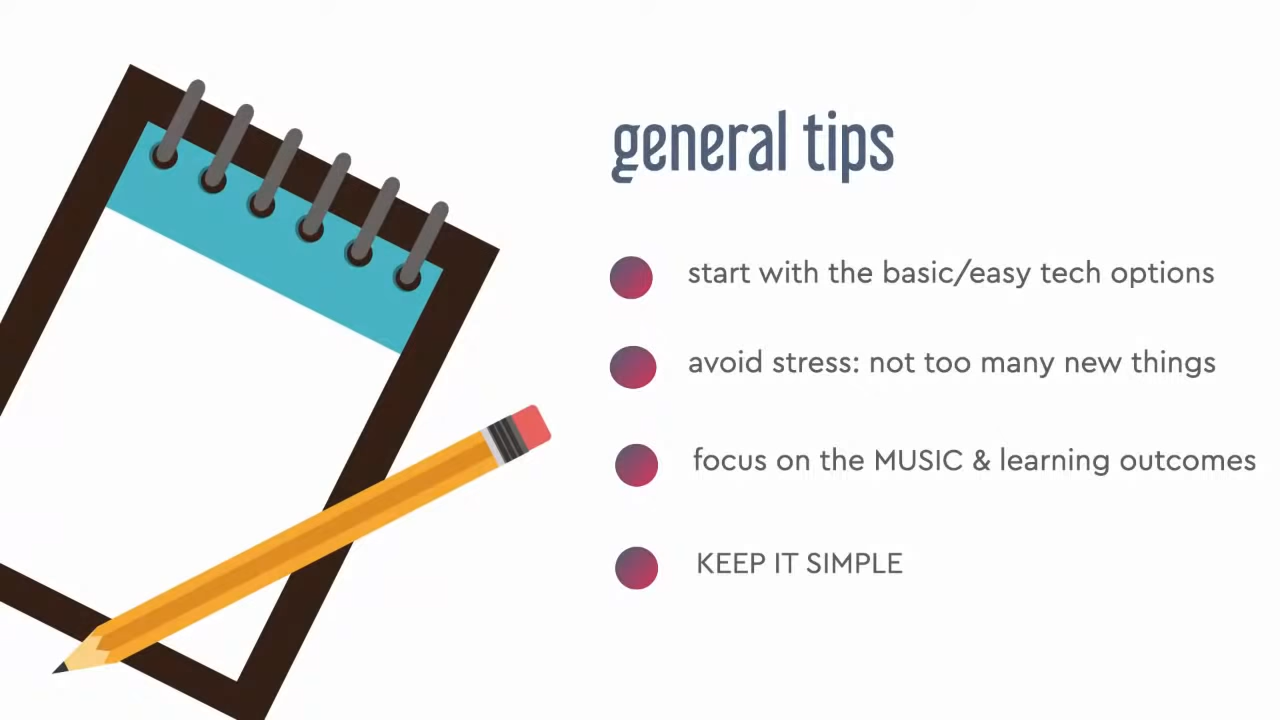 general tips
start with the basic/easy tech options
avoid stress: not too many new things
focus on the MUSIC & learning outcomes
KEEP IT SIMPLE